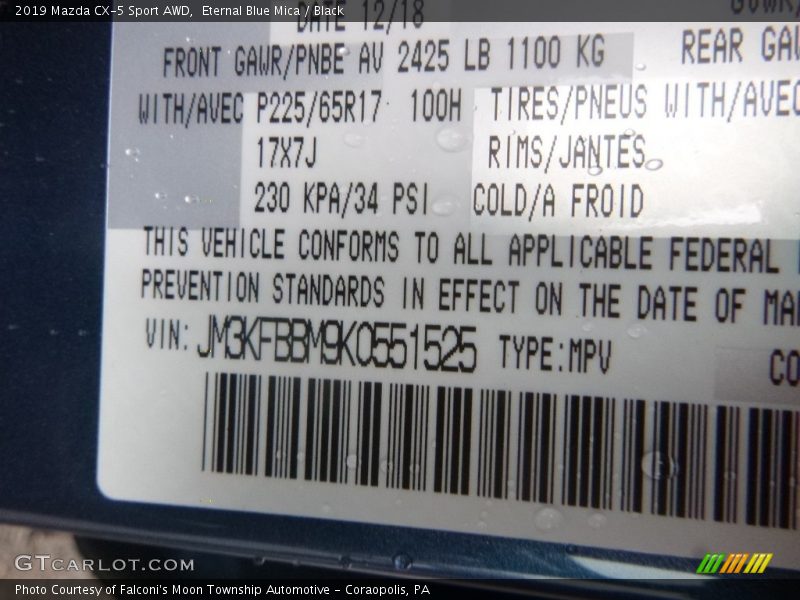 2019 Mazda CX-5 Sport AWD, Eternal Blue Mica / Black
DATE 12/18
FRONT GAWR/PNBE AV 2425 LB 1100 KG REAR
WITH/AVEC P225/65R17 100H TIRES/PNEUS WITH/AVEC
17X7J RIMS/JANTES
230 KPA/34 PSI COLD/A FROID
THIS VEHICLE CONFORMS TO ALL APPLICABLE FEDERAL
PREVENTION STANDARDS IN EFFECT ON THE DATE OF
VIN: JM3KFBBM9K0551525 TYPE:MPV
GTCARLOT.COM
Photo Courtesy of Falconi's Moon Township Automotive - Coraopolis, PA